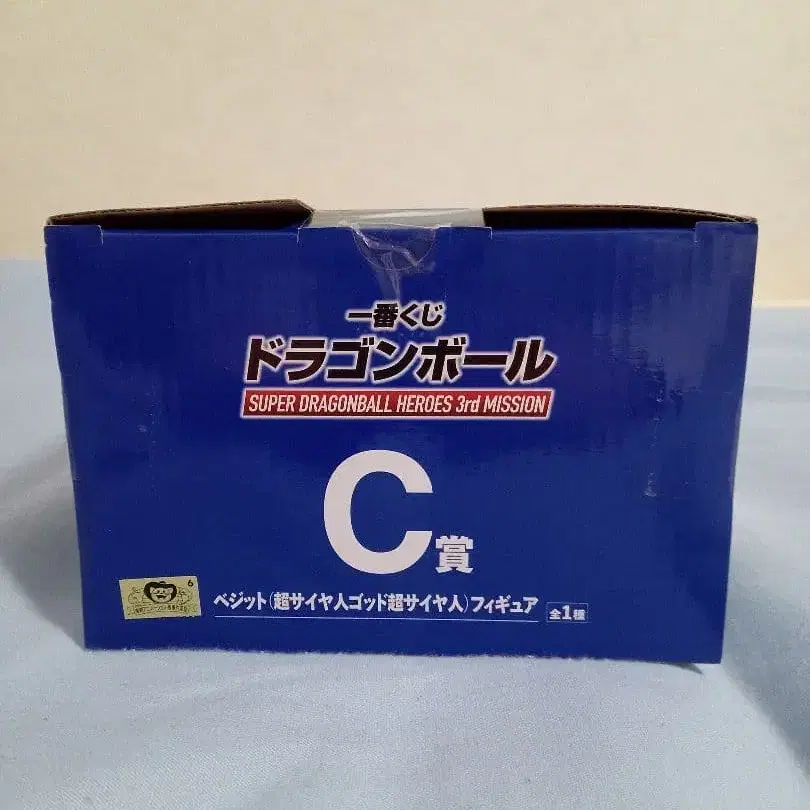 一番くじ
ドラゴンボール
SUPER DRAGONBALL HEROES 3rd MISSION
C賞
6
ベジット(超サイヤ人ゴッド超サイヤ人)フィギュア 全1種